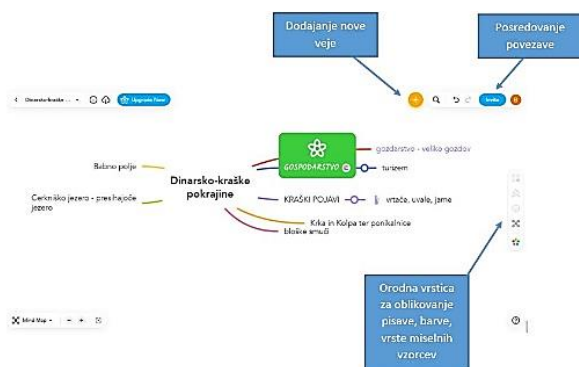 Dodajanje nove
veje
Posredovanje
povezave
Dinarsko-kraške ...
Upgrade Now
Invite
gozdarstvo - veliko gozdov
GOSPODARSTVO
turizem
Babno polje
Dinarsko-kraške
pokrajine
KRAŠKI POJAVI
vrtače, uvale, jame
Cerkniško jezero - presihajoče
jezero
Krka in Kolpa ter ponikalnice
bloške smuči
Orodna vrstica
za oblikovanje
pisave, barve,
vrste miselnih
vzorcev
Mind Map